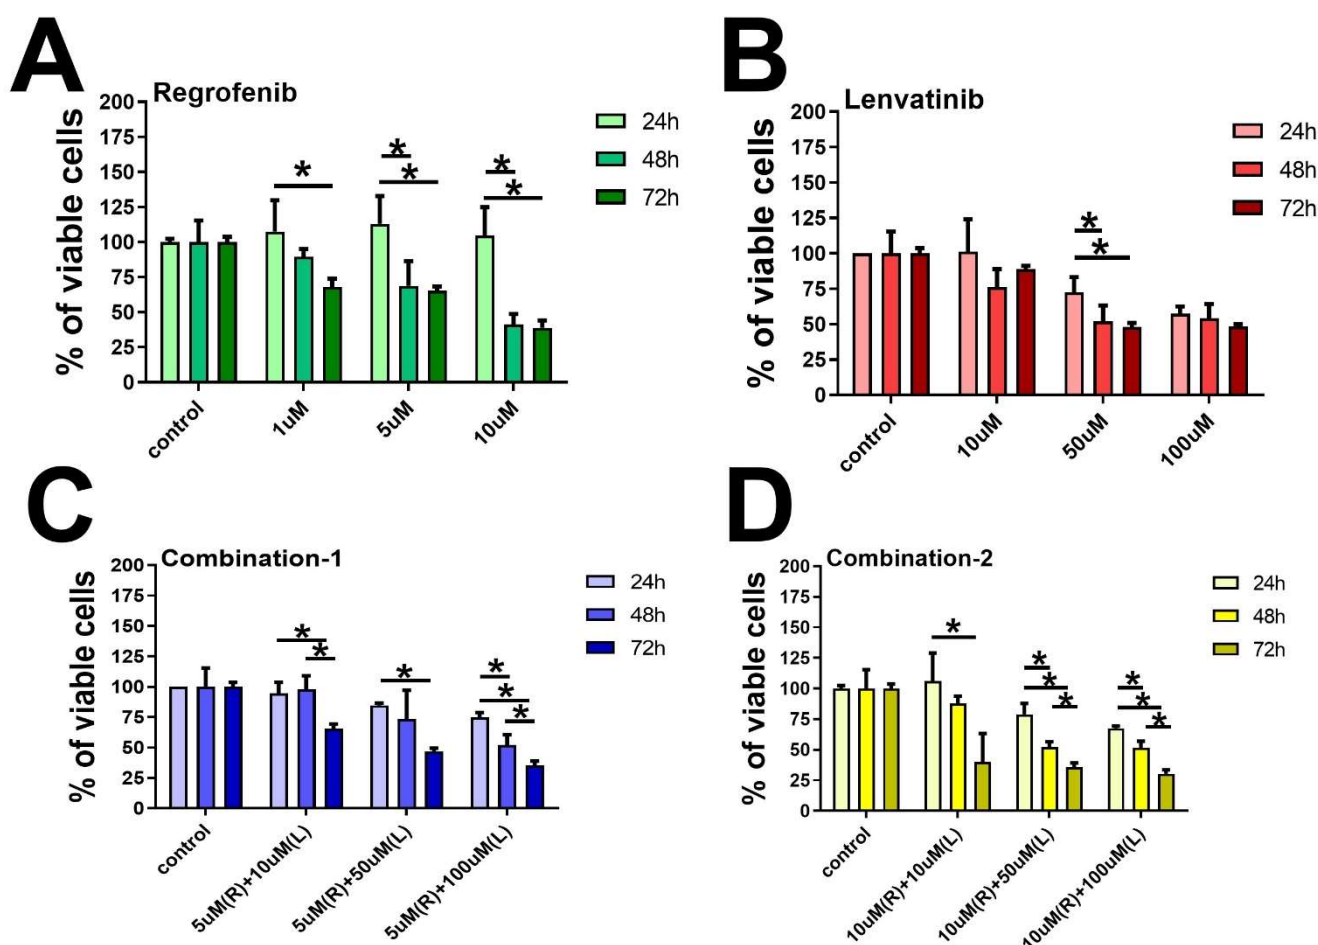 A
Regrofenib
% of viable cells
200
175
150
125
100
75
50
25
0
control
1uM
5uM
10uM
* * * * *
24h
48h
72h
B
Lenvatinib
% of viable cells
200
175
150
125
100
75
50
25
0
control
10uM
50uM
100uM
* *
24h
48h
72h
C
Combination-1
% of viable cells
200
175
150
125
100
75
50
25
0
control
5uM(R)+10uM(L)
5uM(R)+50uM(L)
5uM(R)+100uM(L)
* * * * * *
24h
48h
72h
D
Combination-2
% of viable cells
200
175
150
125
100
75
50
25
0
control
10uM(R)+10uM(L)
10uM(R)+50uM(L)
10uM(R)+100uM(L)
* * * * * * *
24h
48h
72h